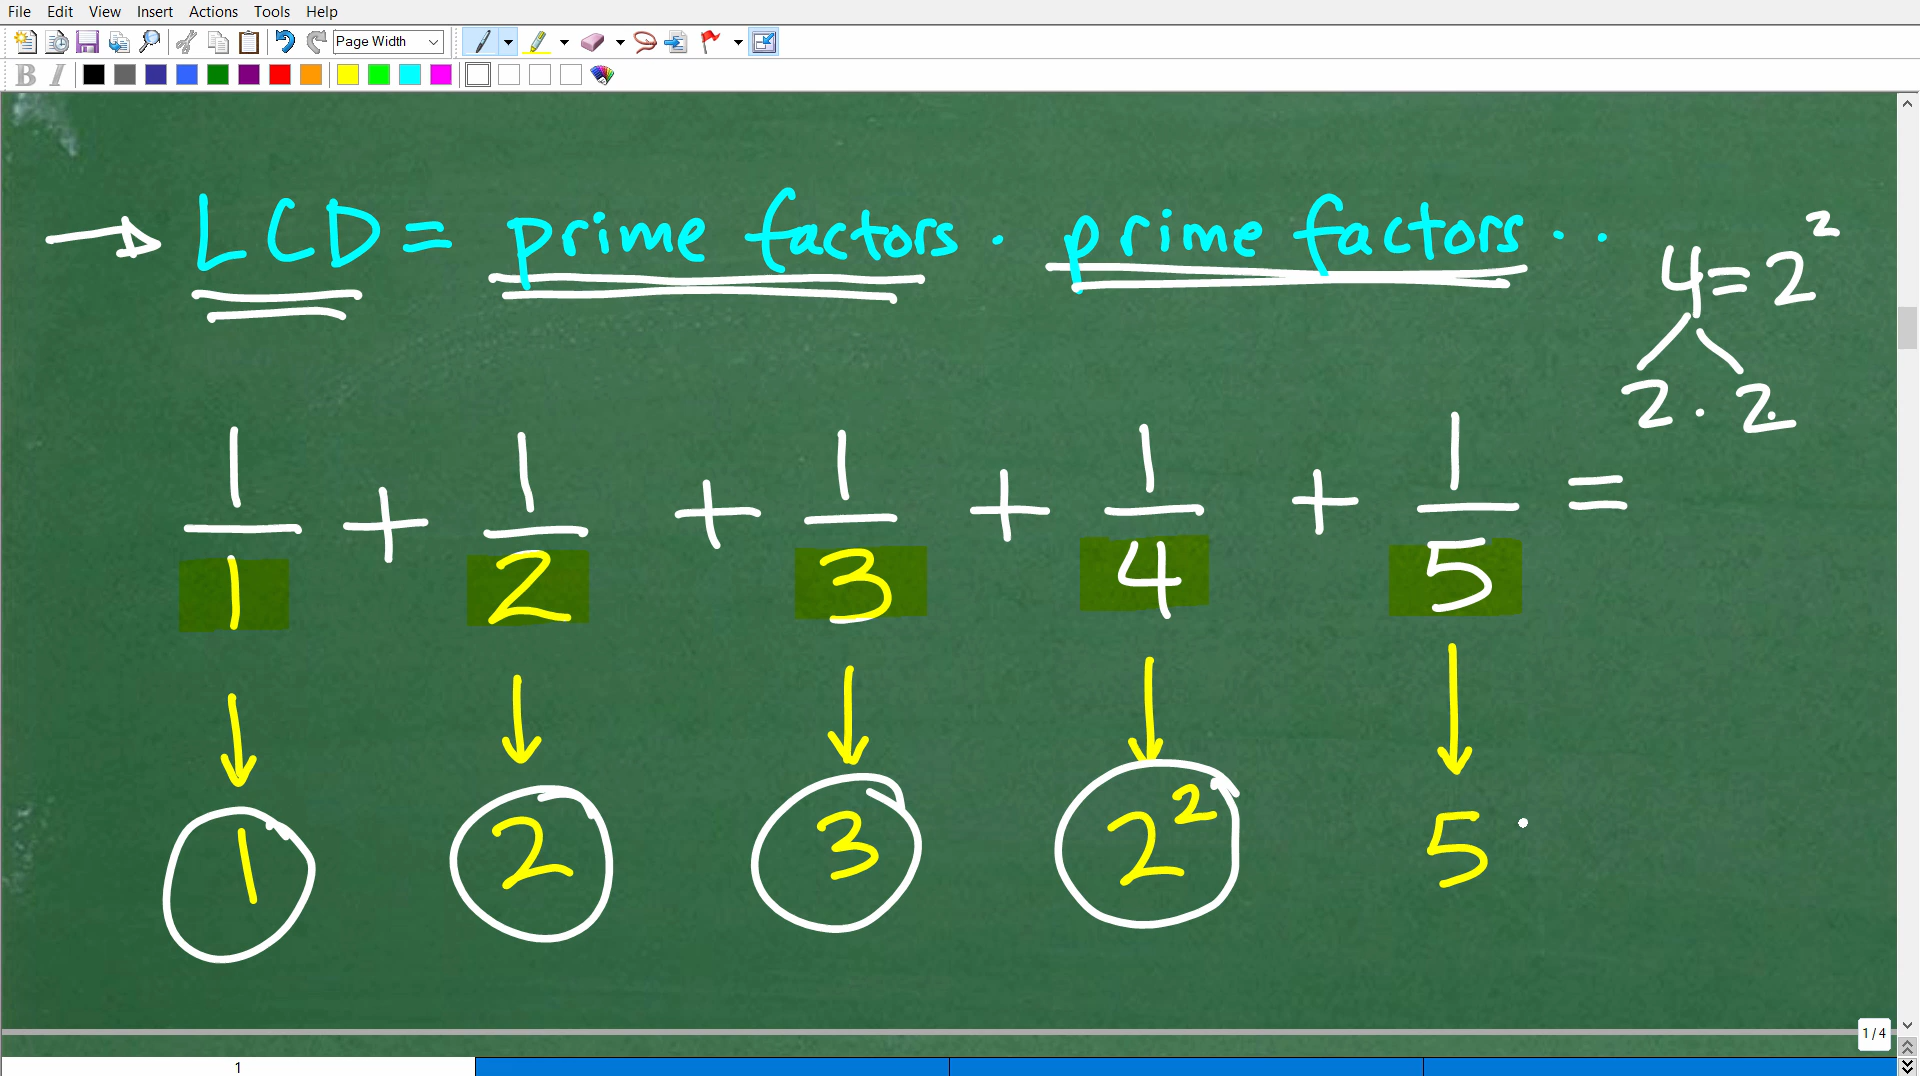 File Edit View Insert Actions Tools Help
Page Width
B I
→ LCD = prime factors · prime factors · ·
4 = 2²
2 · 2
1/1 + 1/2 + 1/3 + 1/4 + 1/5 =
1 2 3 2² 5
1 / 4
1